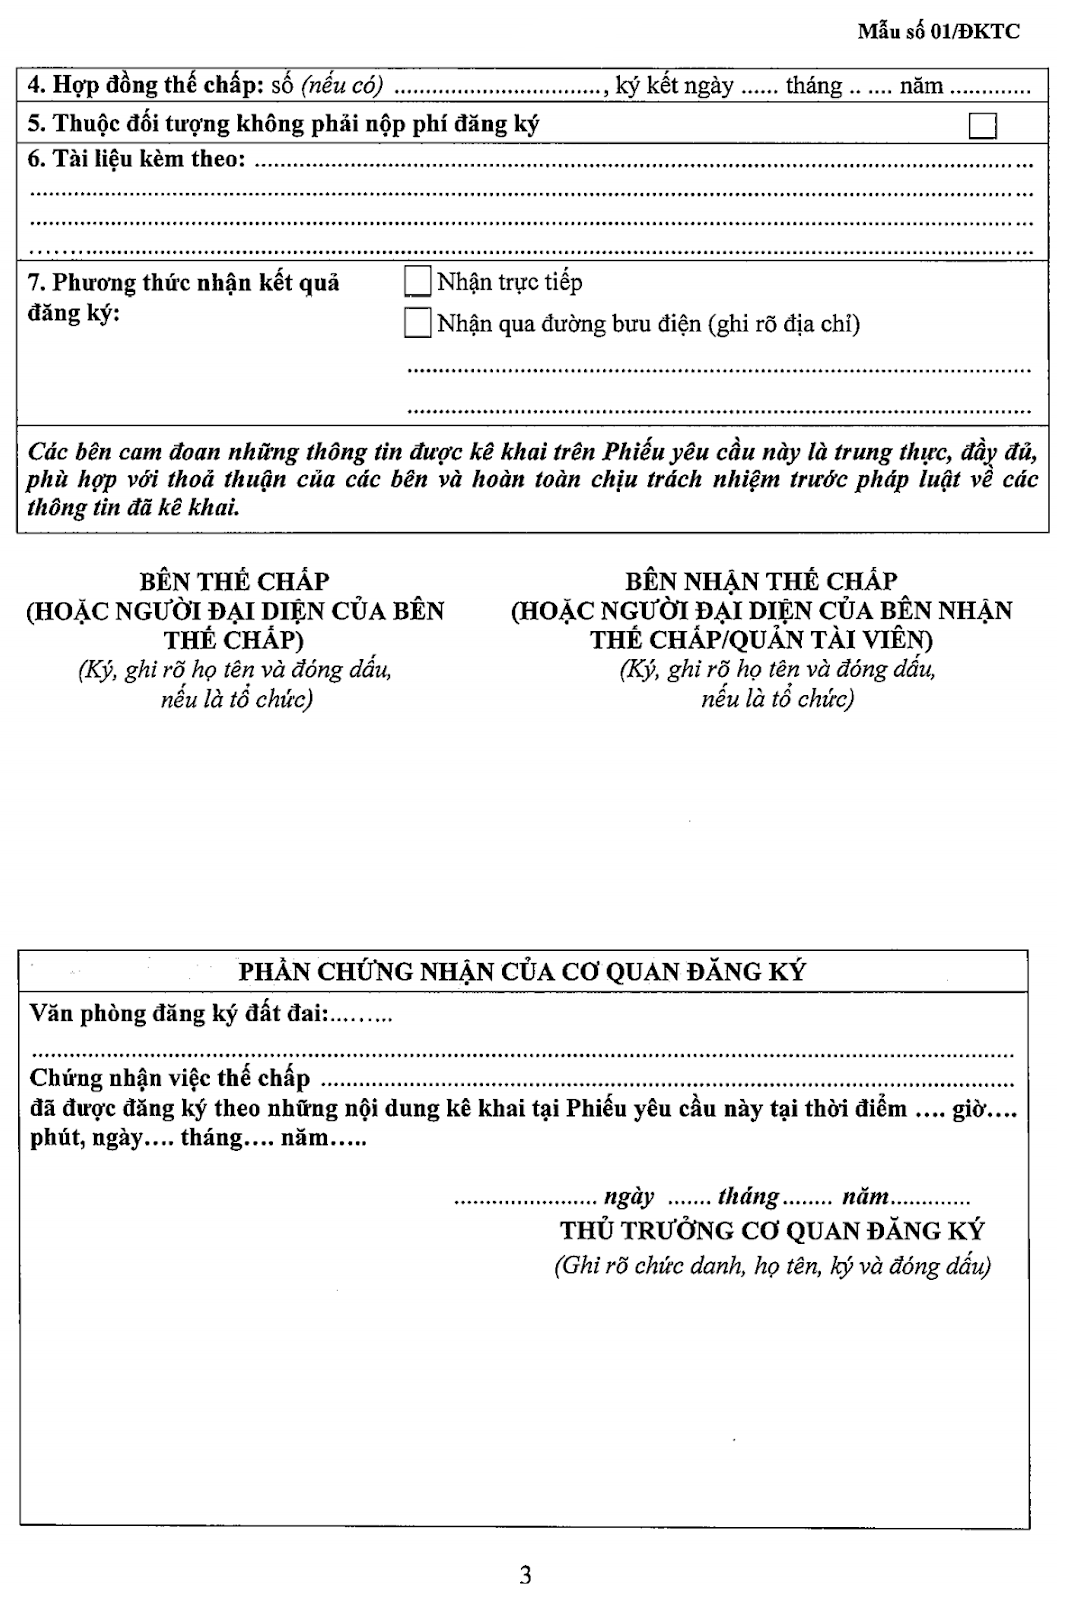 Mẫu số 01/ĐKTC
4. Hợp đồng thế chấp: số (nếu có) ................................., ký kết ngày ...... tháng .. .... năm .............
5. Thuộc đối tượng không phải nộp phí đăng ký
6. Tài liệu kèm theo: ..............................................................................................................................
..............................................................................................................................
..............................................................................................................................
..............................................................................................................................
7. Phương thức nhận kết quả
đăng ký:
Nhận trực tiếp
Nhận qua đường bưu điện (ghi rõ địa chỉ)
....................................................................................................
....................................................................................................
Các bên cam đoan những thông tin được kê khai trên Phiếu yêu cầu này là trung thực, đầy đủ,
phù hợp với thoả thuận của các bên và hoàn toàn chịu trách nhiệm trước pháp luật về các
thông tin đã kê khai.
BÊN THẾ CHẤP
(HOẶC NGƯỜI ĐẠI DIỆN CỦA BÊN
THẾ CHẤP)
(Ký, ghi rõ họ tên và đóng dấu,
nếu là tổ chức)
BÊN NHẬN THẾ CHẤP
(HOẶC NGƯỜI ĐẠI DIỆN CỦA BÊN NHẬN
THẾ CHẤP/QUẢN TÀI VIÊN)
(Ký, ghi rõ họ tên và đóng dấu,
nếu là tổ chức)
PHẦN CHỨNG NHẬN CỦA CƠ QUAN ĐĂNG KÝ
Văn phòng đăng ký đất đai:.........
..............................................................................................................................
Chứng nhận việc thế chấp ..............................................................................................................
đã được đăng ký theo những nội dung kê khai tại Phiếu yêu cầu này tại thời điểm .... giờ....
phút, ngày.... tháng.... năm.....
....................... ngày ....... tháng........ năm.............
THỦ TRƯỞNG CƠ QUAN ĐĂNG KÝ
(Ghi rõ chức danh, họ tên, ký và đóng dấu)
3